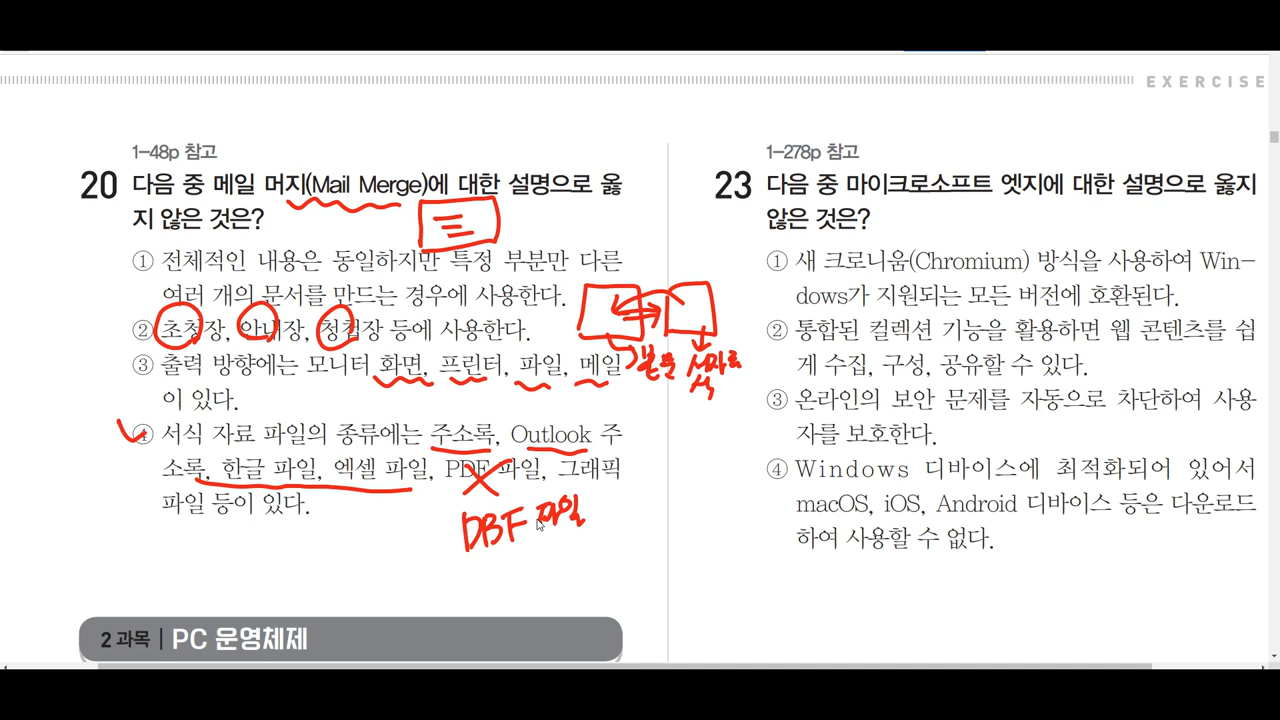 EXERCISE
1-48p 참고
20 다음 중 메일 머지(Mail Merge)에 대한 설명으로 옳
지 않은 것은?
① 전체적인 내용은 동일하지만 특정 부분만 다른
여러 개의 문서를 만드는 경우에 사용한다.
② 초청장, 안내장, 청첩장 등에 사용한다.
③ 출력 방향에는 모니터 화면, 프린터, 파일, 메일
이 있다.
④ 서식 자료 파일의 종류에는 주소록, Outlook 주
소록, 한글 파일, 엑셀 파일, PDF 파일, 그래픽
파일 등이 있다.
본문
DBF 파일
2 과목 | PC 운영체제
1-278p 참고
23 다음 중 마이크로소프트 엣지에 대한 설명으로 옳지
않은 것은?
① 새 크로니움(Chromium) 방식을 사용하여 Win-
dows가 지원되는 모든 버전에 호환된다.
② 통합된 컬렉션 기능을 활용하면 웹 콘텐츠를 쉽
게 수집, 구성, 공유할 수 있다.
③ 온라인의 보안 문제를 자동으로 차단하여 사용
자를 보호한다.
④ Windows 디바이스에 최적화되어 있어서
macOS, iOS, Android 디바이스 등은 다운로드
하여 사용할 수 없다.